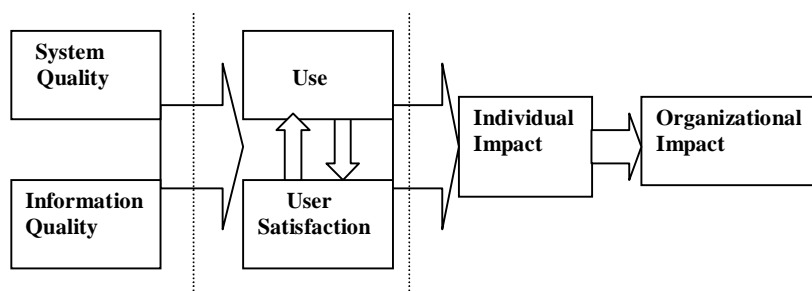 System
Quality
Use
Individual
Impact
Organizational
Impact
Information
Quality
User
Satisfaction